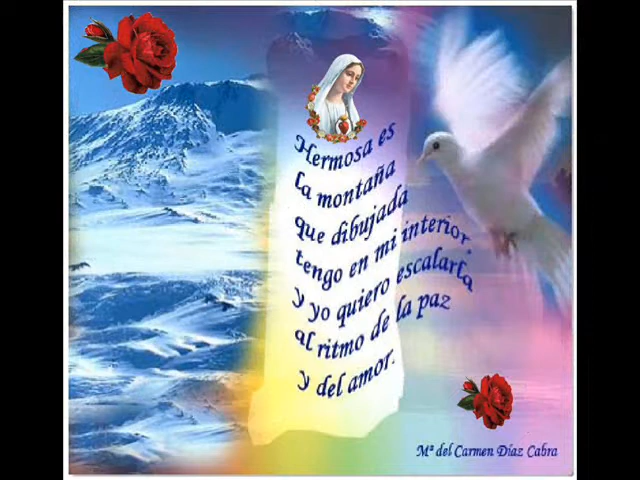 Hermosa es
la montaña
que dibujada
tengo en mi interior,
y yo quiero escalarla
al ritmo de la paz
y del amor.
Mª del Carmen Díaz Cabra